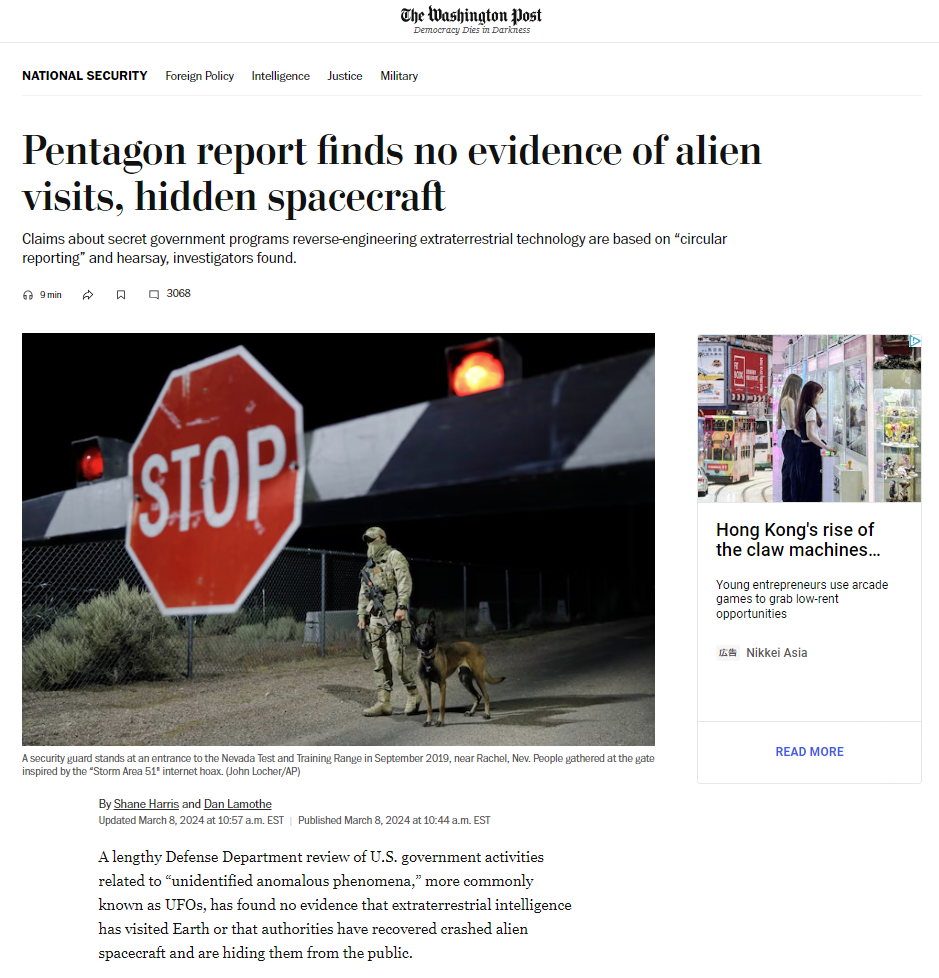 The Washington Post
Democracy Dies in Darkness
NATIONAL SECURITY Foreign Policy Intelligence Justice Military
Pentagon report finds no evidence of alien
visits, hidden spacecraft
Claims about secret government programs reverse-engineering extraterrestrial technology are based on “circular
reporting” and hearsay, investigators found.
9 min 3068
STOP
A security guard stands at an entrance to the Nevada Test and Training Range in September 2019, near Rachel, Nev. People gathered at the gate
inspired by the "Storm Area 51" internet hoax. (John Locher/AP)
By Shane Harris and Dan Lamothe
Updated March 8, 2024 at 10:57 a.m. EST | Published March 8, 2024 at 10:44 a.m. EST
A lengthy Defense Department review of U.S. government activities
related to “unidentified anomalous phenomena,” more commonly
known as UFOs, has found no evidence that extraterrestrial intelligence
has visited Earth or that authorities have recovered crashed alien
spacecraft and are hiding them from the public.
Hong Kong's rise of
the claw machines...
Young entrepreneurs use arcade
games to grab low-rent
opportunities
広告 Nikkei Asia
READ MORE